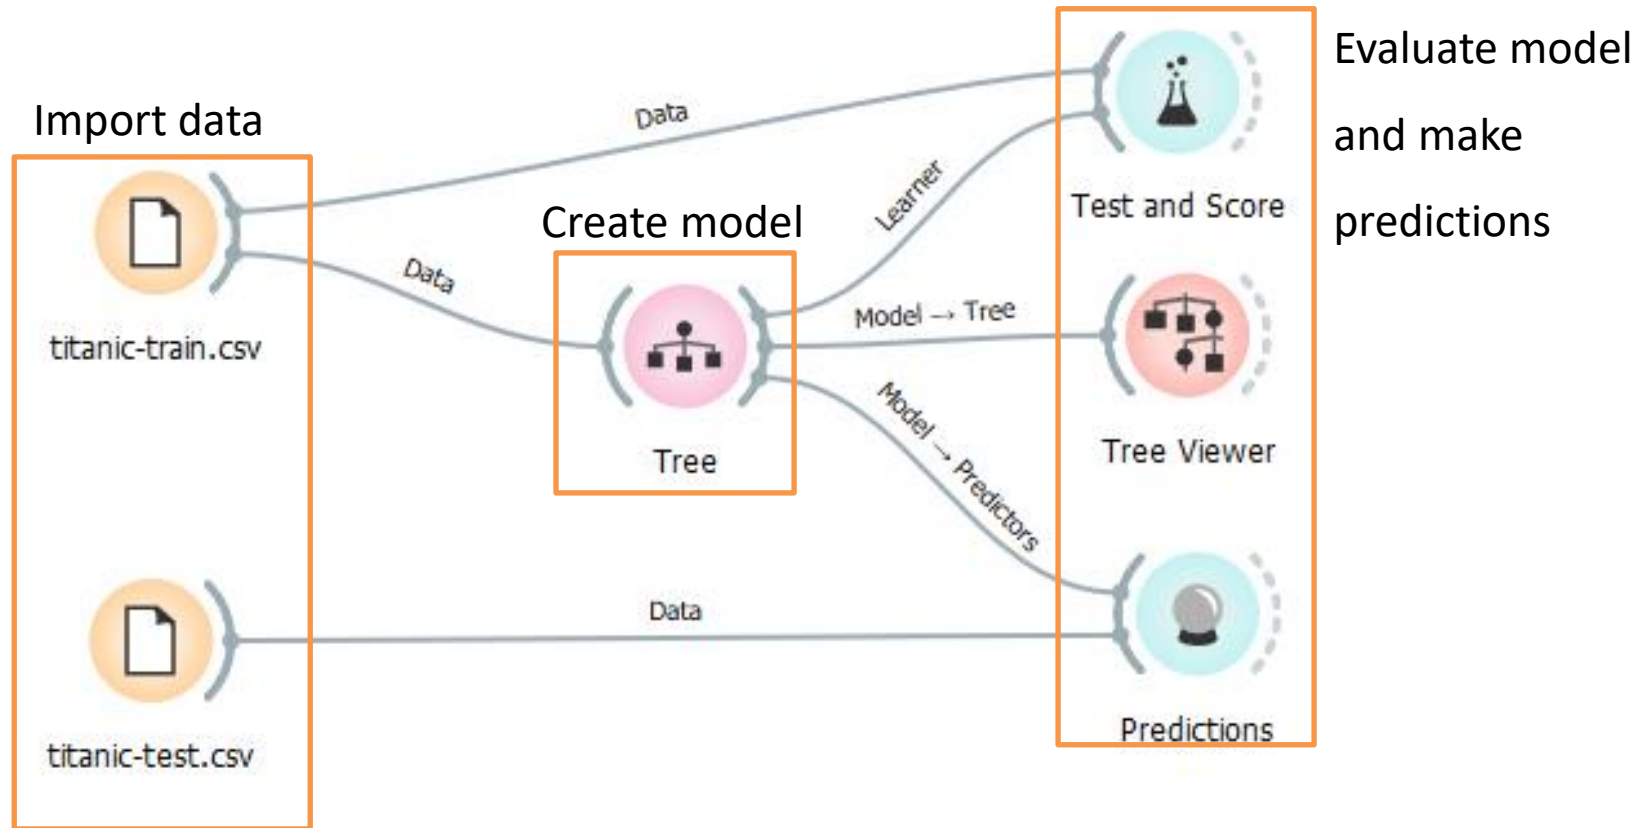 Import data
titanic-train.csv
titanic-test.csv
Data
Data
Data
Create model
Tree
Learner
Model → Tree
Model → Predictors
Test and Score
Tree Viewer
Predictions
Evaluate model
and make
predictions